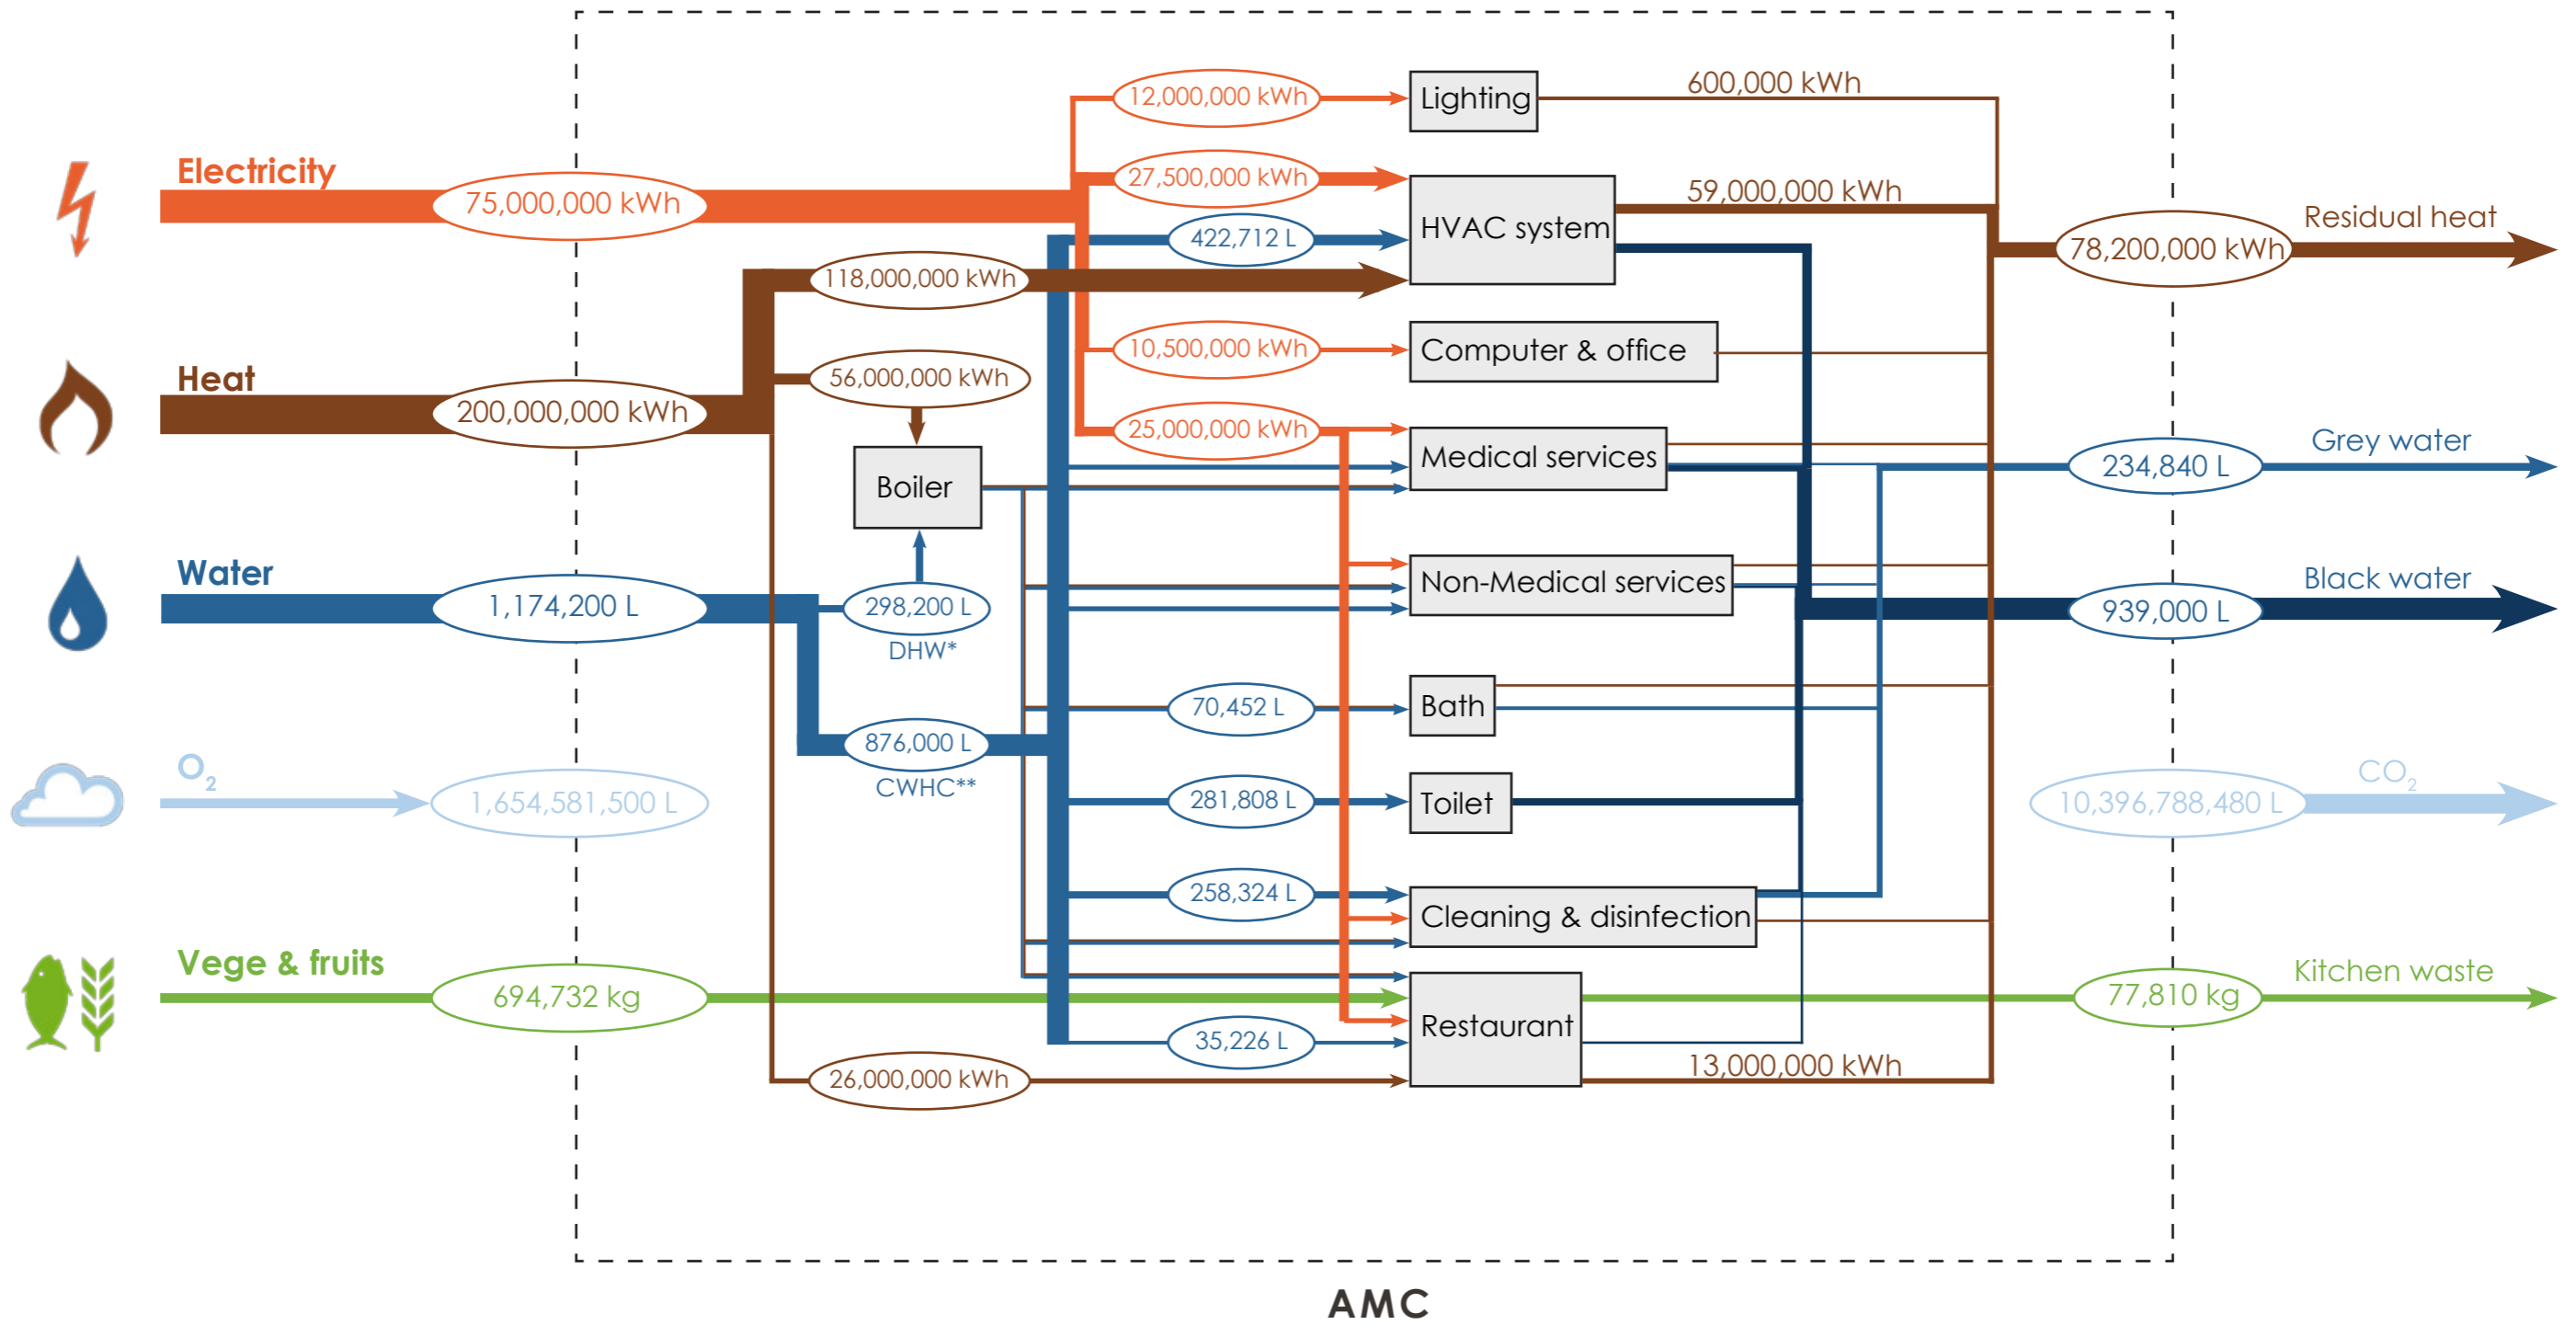 12,000,000 kWh
Lighting
600,000 kWh
Electricity
75,000,000 kWh
27,500,000 kWh
422,712 L
HVAC system
59,000,000 kWh
78,200,000 kWh
Residual heat
118,000,000 kWh
10,500,000 kWh
Computer & office
Heat
200,000,000 kWh
56,000,000 kWh
25,000,000 kWh
Medical services
234,840 L
Grey water
Boiler
Water
1,174,200 L
298,200 L
DHW*
Non-Medical services
939,000 L
Black water
70,452 L
Bath
876,000 L
CWHC**
O2
1,654,581,500 L
281,808 L
Toilet
10,396,788,480 L
CO2
258,324 L
Cleaning & disinfection
Vege & fruits
694,732 kg
77,810 kg
Kitchen waste
35,226 L
Restaurant
26,000,000 kWh
13,000,000 kWh
AMC